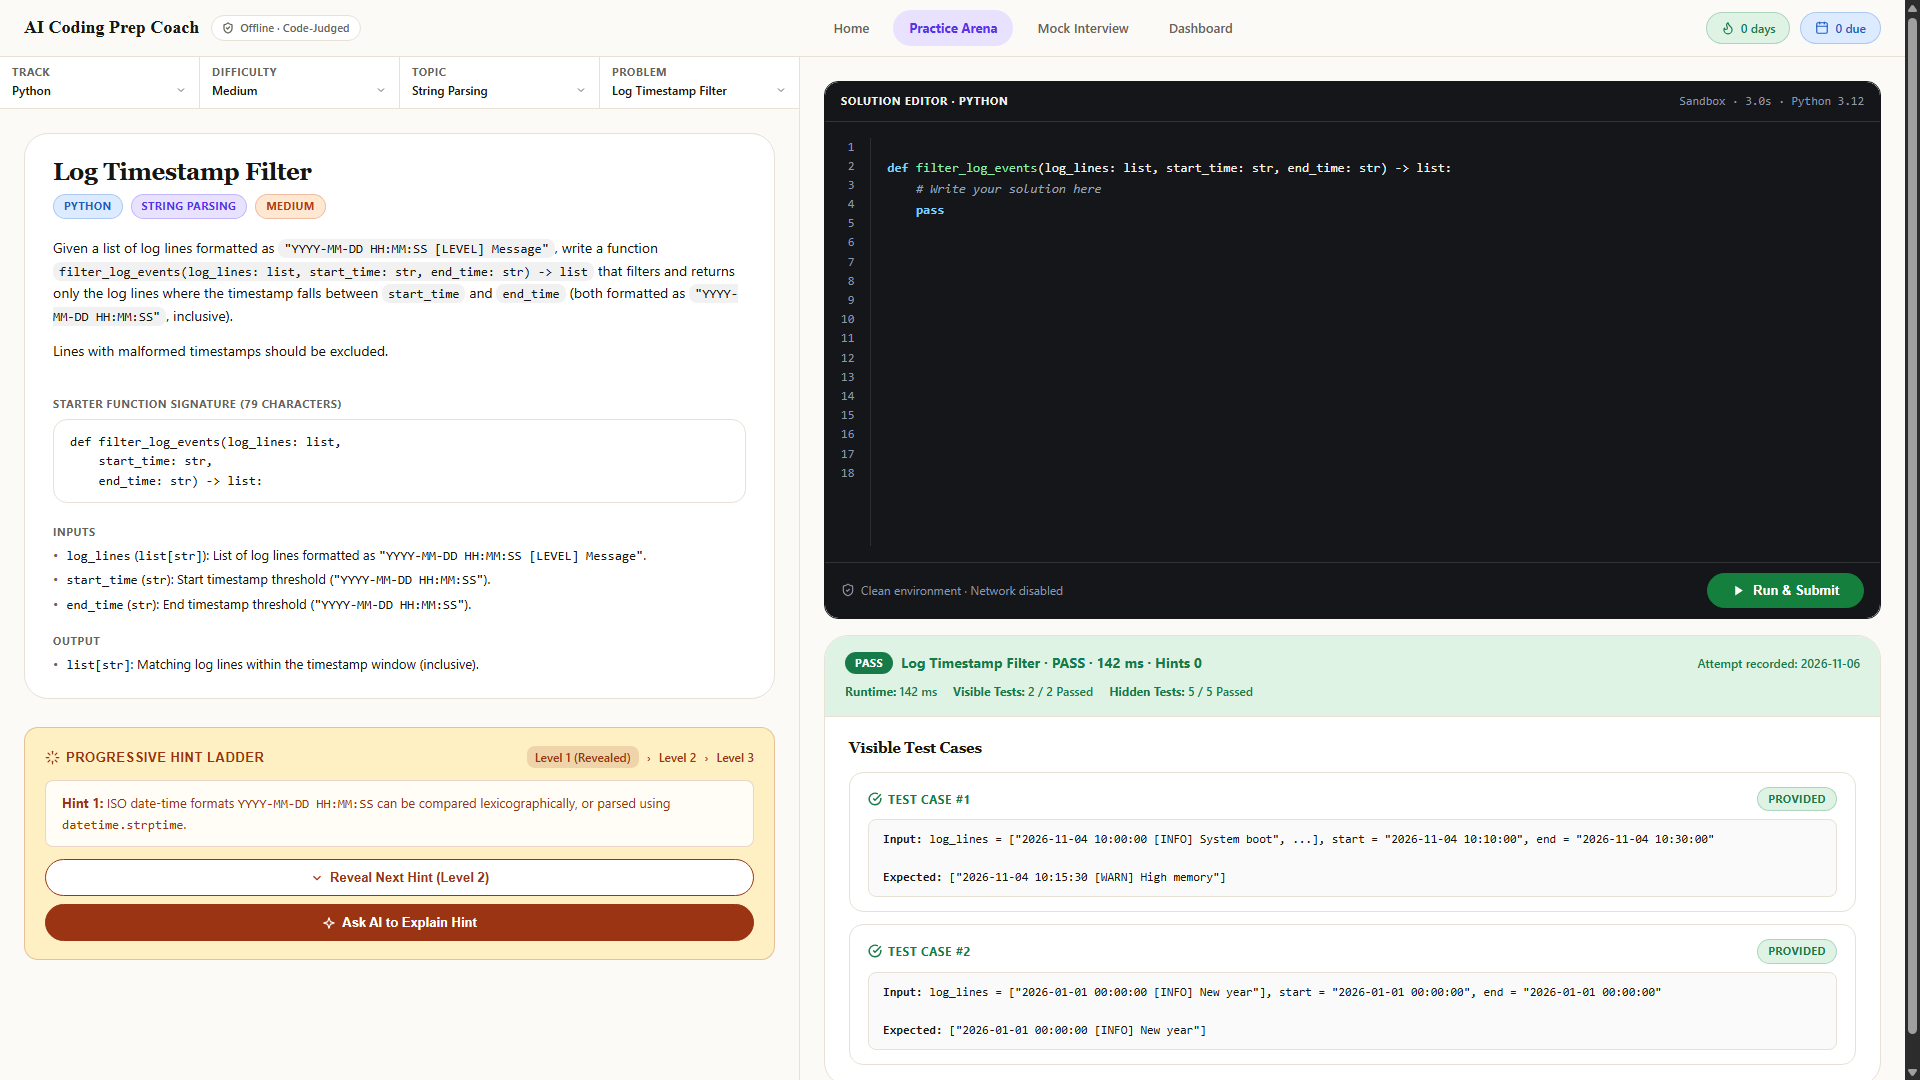 AI Coding Prep Coach
Offline · Code-Judged
Home
Practice Arena
Mock Interview
Dashboard
0 days
0 due
TRACK
Python
DIFFICULTY
Medium
TOPIC
String Parsing
PROBLEM
Log Timestamp Filter
Log Timestamp Filter
PYTHON
STRING PARSING
MEDIUM
Given a list of log lines formatted as "YYYY-MM-DD HH:MM:SS [LEVEL] Message", write a function
filter_log_events(log_lines: list, start_time: str, end_time: str) -> list that filters and returns
only the log lines where the timestamp falls between start_time and end_time (both formatted as "YYYY-
MM-DD HH:MM:SS", inclusive).
Lines with malformed timestamps should be excluded.
STARTER FUNCTION SIGNATURE (79 CHARACTERS)
def filter_log_events(log_lines: list,
start_time: str,
end_time: str) -> list:
INPUTS
• log_lines (list[str]): List of log lines formatted as "YYYY-MM-DD HH:MM:SS [LEVEL] Message".
• start_time (str): Start timestamp threshold ("YYYY-MM-DD HH:MM:SS").
• end_time (str): End timestamp threshold ("YYYY-MM-DD HH:MM:SS").
OUTPUT
• list[str]: Matching log lines within the timestamp window (inclusive).
PROGRESSIVE HINT LADDER
Level 1 (Revealed) › Level 2 › Level 3
Hint 1: ISO date-time formats YYYY-MM-DD HH:MM:SS can be compared lexicographically, or parsed using
datetime.strptime.
Reveal Next Hint (Level 2)
Ask AI to Explain Hint
SOLUTION EDITOR · PYTHON
Sandbox · 3.0s · Python 3.12
1
2 def filter_log_events(log_lines: list, start_time: str, end_time: str) -> list:
3 # Write your solution here
4 pass
5
6
7
8
9
10
11
12
13
14
15
16
17
18
Clean environment · Network disabled
Run & Submit
PASS Log Timestamp Filter · PASS · 142 ms · Hints 0
Attempt recorded: 2026-11-06
Runtime: 142 ms Visible Tests: 2 / 2 Passed Hidden Tests: 5 / 5 Passed
Visible Test Cases
TEST CASE #1
PROVIDED
Input: log_lines = ["2026-11-04 10:00:00 [INFO] System boot", ...], start = "2026-11-04 10:10:00", end = "2026-11-04 10:30:00"
Expected: ["2026-11-04 10:15:30 [WARN] High memory"]
TEST CASE #2
PROVIDED
Input: log_lines = ["2026-01-01 00:00:00 [INFO] New year"], start = "2026-01-01 00:00:00", end = "2026-01-01 00:00:00"
Expected: ["2026-01-01 00:00:00 [INFO] New year"]